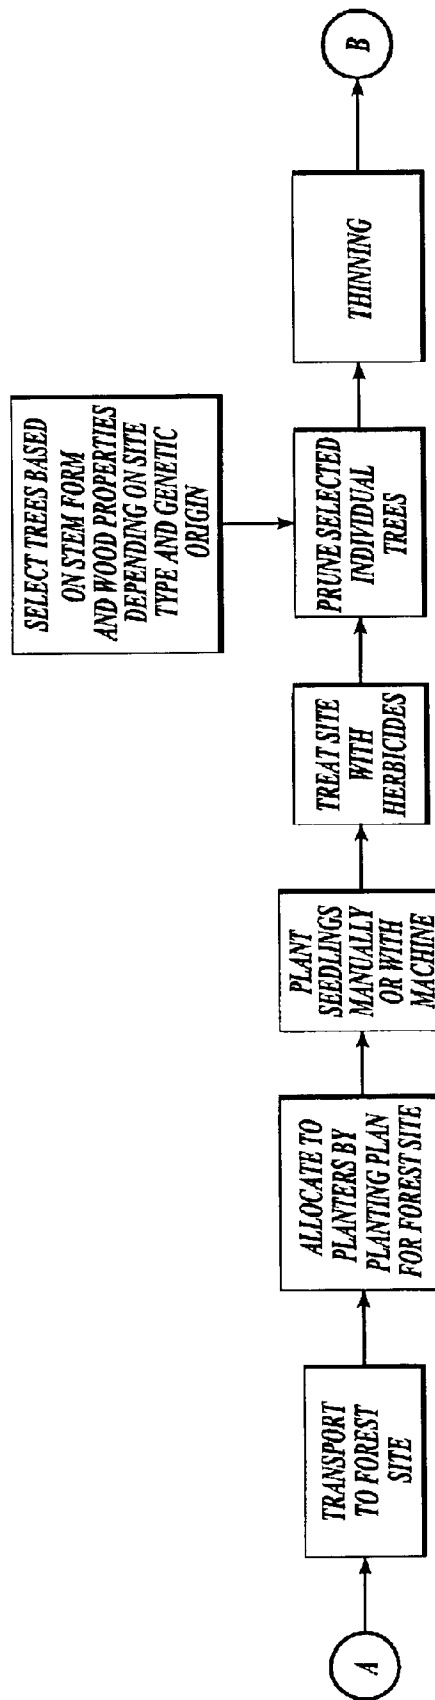 A
TRANSPORT
TO FOREST
SITE
ALLOCATE TO
PLANTERS BY
PLANTING PLAN
FOR FOREST SITE
PLANT
SEEDLINGS
MANUALLY
OR WITH
MACHINE
TREAT SITE
WITH
HERBICIDES
SELECT TREES BASED
ON STEM FORM
AND WOOD PROPERTIES
DEPENDING ON SITE
TYPE AND GENETIC
ORIGIN
PRUNE SELECTED
INDIVIDUAL
TREES
THINNING
B